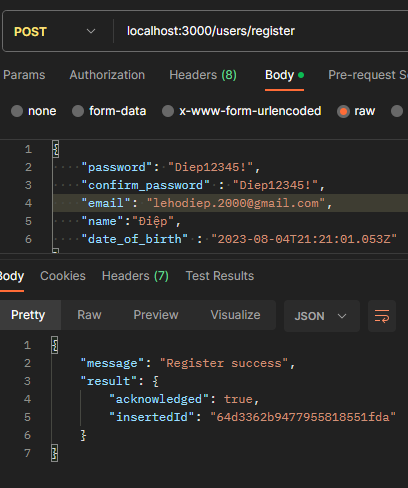 POST localhost:3000/users/register
Params Authorization Headers (8) Body Pre-request S
none form-data x-www-form-urlencoded raw
1 {
2 "password": "Diep12345!",
3 "confirm_password" : "Diep12345!",
4 "email": "lehodiep.2000@gmail.com",
5 "name":"Điệp",
6 "date_of_birth" : "2023-08-04T21:21:01.053Z"
Body Cookies Headers (7) Test Results
Pretty Raw Preview Visualize JSON
1 {
2 "message": "Register success",
3 "result": {
4 "acknowledged": true,
5 "insertedId": "64d3362b9477955818551fda"
6 }
7 }